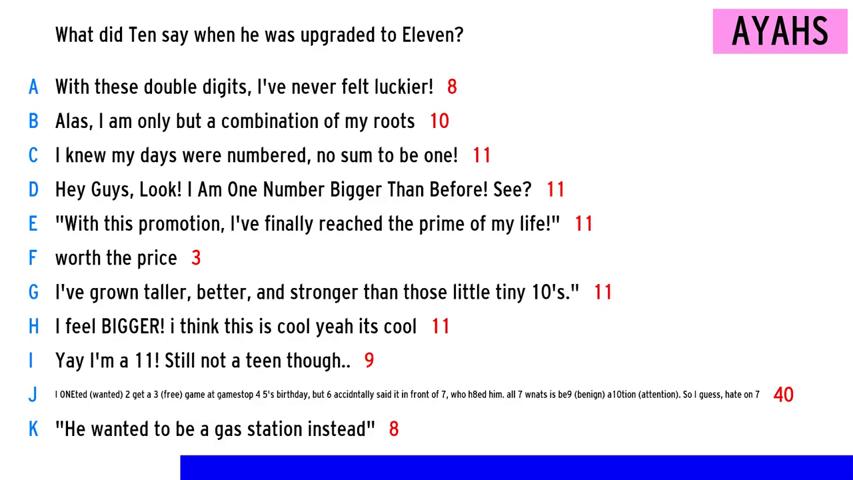 What did Ten say when he was upgraded to Eleven?
AYAHS
A With these double digits, I've never felt luckier! 8
B Alas, I am only but a combination of my roots 10
C I knew my days were numbered, no sum to be one! 11
D Hey Guys, Look! I Am One Number Bigger Than Before! See? 11
E "With this promotion, I've finally reached the prime of my life!" 11
F worth the price 3
G I've grown taller, better, and stronger than those little tiny 10's." 11
H I feel BIGGER! i think this is cool yeah its cool 11
I Yay I'm a 11! Still not a teen though.. 9
J I ONEted (wanted) 2 get a 3 (free) game at gamestop 4 5's birthday, but 6 accidntally said it in front of 7, who h8ed him. all 7 wnats is be9 (benign) a10tion (attention). So I guess, hate on 7 40
K "He wanted to be a gas station instead" 8